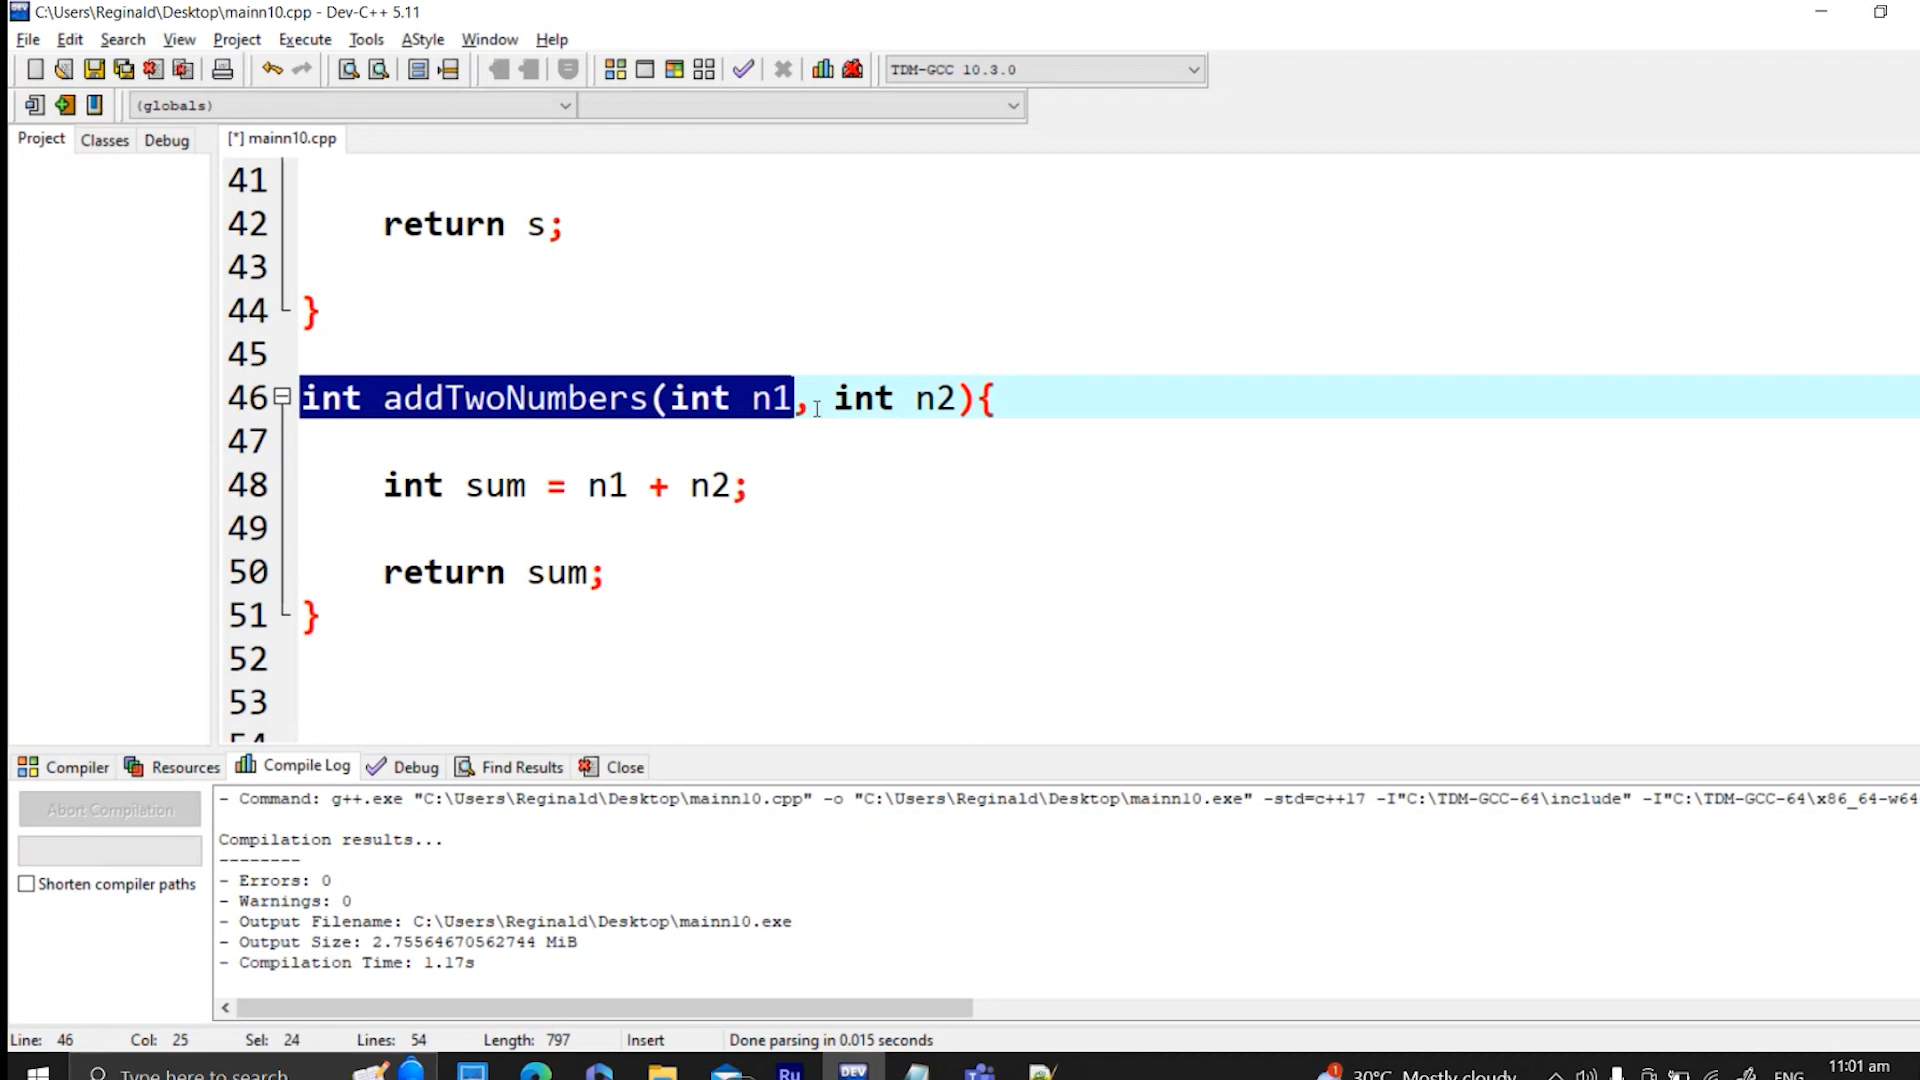 C:\Users\Reginald\Desktop\mainn10.cpp - Dev-C++ 5.11
File Edit Search View Project Execute Tools AStyle Window Help
TDM-GCC 10.3.0
(globals)
Project Classes Debug [*] mainn10.cpp
41
42 return s;
43
44 }
45
46 int addTwoNumbers(int n1, int n2){
47
48 int sum = n1 + n2;
49
50 return sum;
51 }
52
53
54
Compiler Resources Compile Log Debug Find Results Close
Abort Compilation
Shorten compiler paths
- Command: g++.exe "C:\Users\Reginald\Desktop\mainn10.cpp" -o "C:\Users\Reginald\Desktop\mainn10.exe" -std=c++17 -I"C:\TDM-GCC-64\include" -I"C:\TDM-GCC-64\x86_64-w64
Compilation results...
--------
- Errors: 0
- Warnings: 0
- Output Filename: C:\Users\Reginald\Desktop\mainn10.exe
- Output Size: 2.75564670562744 MiB
- Compilation Time: 1.17s
Line: 46 Col: 25 Sel: 24 Lines: 54 Length: 797 Insert Done parsing in 0.015 seconds
Type here to search Ru DEV 1 30°C Mostly cloudy ENG 11:01 am